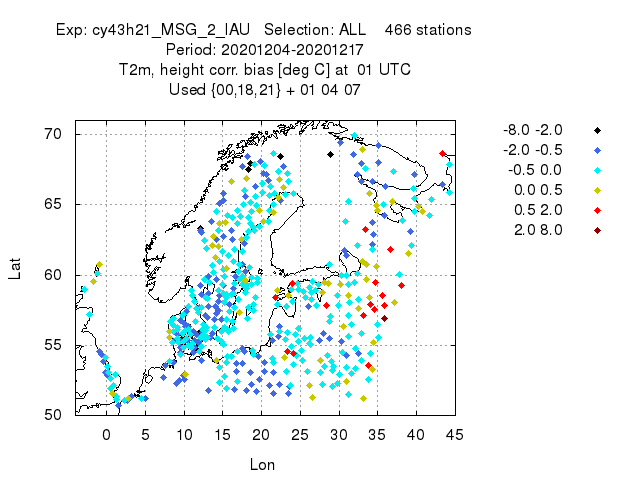 Exp: cy43h21_MSG_2_IAU Selection: ALL 466 stations
Period: 20201204-20201217
T2m, height corr. bias [deg C] at 01 UTC
Used {00,18,21} + 01 04 07
70
65
60
55
50
Lat
0 5 10 15 20 25 30 35 40 45
Lon
-8.0 -2.0
-2.0 -0.5
-0.5 0.0
0.0 0.5
0.5 2.0
2.0 8.0